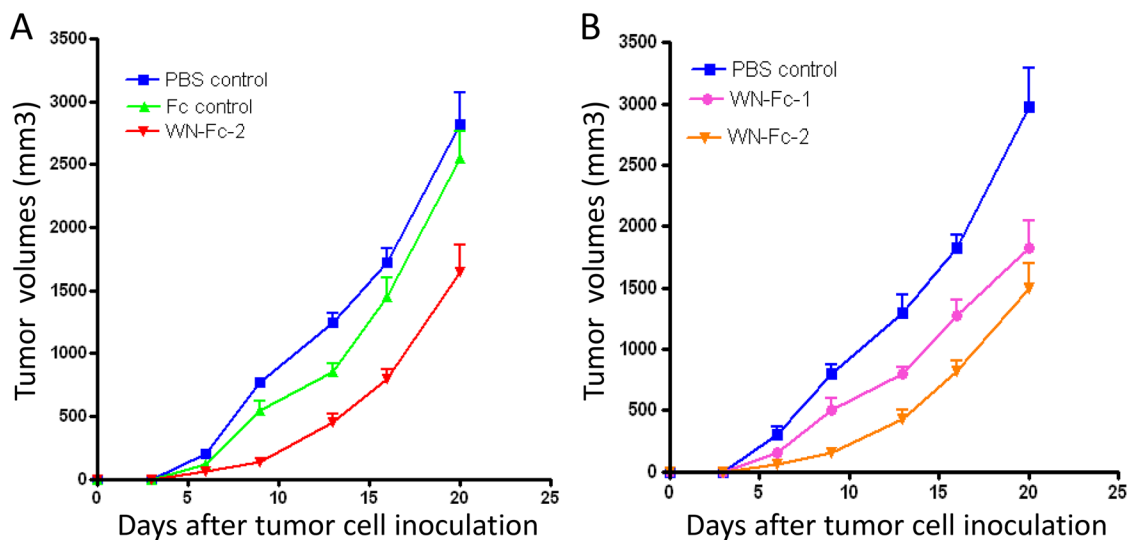 A
3500
3000
2500
2000
1500
1000
500
0
Tumor volumes (mm3)
PBS control
Fc control
WN-Fc-2
0 5 10 15 20 25
Days after tumor cell inoculation
B
3500
3000
2500
2000
1500
1000
500
0
Tumor volumes (mm3)
PBS control
WN-Fc-1
WN-Fc-2
0 5 10 15 20 25
Days after tumor cell inoculation